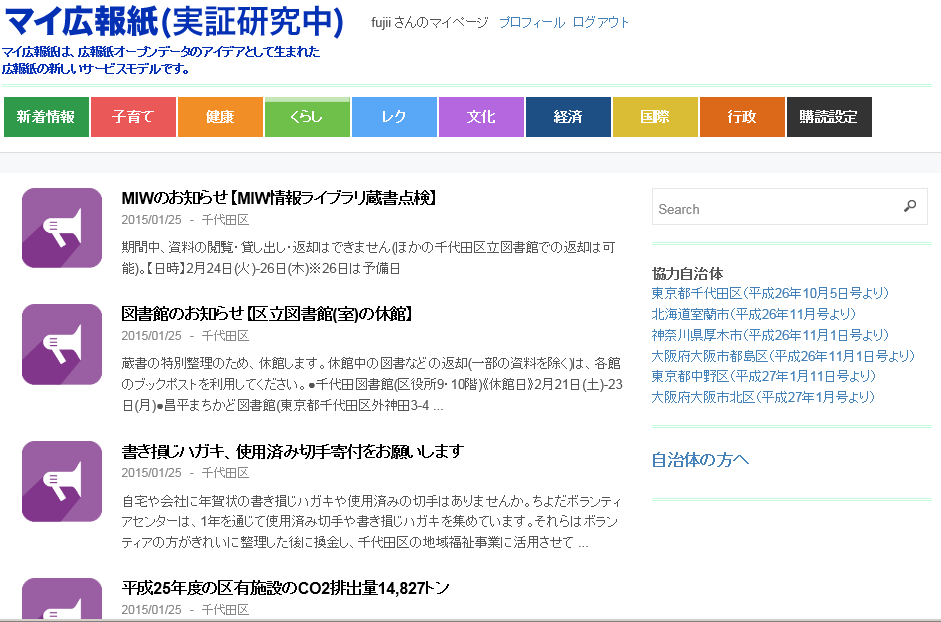 マイ広報紙(実証研究中)
fujii さんのマイページ プロフィール ログアウト
マイ広報紙は、広報紙オープンデータのアイデアとして生まれた
広報紙の新しいサービスモデルです。
新着情報 子育て 健康 くらし レク 文化 経済 国際 行政 購読設定
MIWのお知らせ【MIW情報ライブラリ蔵書点検】
2015/01/25 - 千代田区
期間中、資料の閲覧・貸し出し・返却はできません(ほかの千代田区立図書館での返却は可
能)。【日時】2月24日(火)-26日(木)※26日は予備日
図書館のお知らせ【区立図書館(室)の休館】
2015/01/25 - 千代田区
蔵書の特別整理のため、休館します。休館中の図書などの返却(一部の資料を除く)は、各館
のブックポストを利用してください。●千代田図書館(区役所9・10階)《休館日》2月21日(土)-23
日(月)●昌平まちかど図書館(東京都千代田区外神田3-4 ...
書き損じハガキ、使用済み切手寄付をお願いします
2015/01/25 - 千代田区
自宅や会社に年賀状の書き損じハガキや使用済みの切手はありませんか。ちよだボランティ
アセンターは、1年を通じて使用済み切手や書き損じハガキを集めています。それらはボラン
ティアの方がきれいに整理した後に換金し、千代田区の地域福祉事業に活用させて ...
平成25年度の区有施設のCO2排出量14,827トン
2015/01/25 - 千代田区
Search
協力自治体
東京都千代田区(平成26年10月5日号より)
北海道室蘭市(平成26年11月号より)
神奈川県厚木市(平成26年11月1日号より)
大阪府大阪市都島区(平成26年11月1日号より)
東京都中野区(平成27年1月11日号より)
大阪府大阪市北区(平成27年1月号より)
自治体の方へ